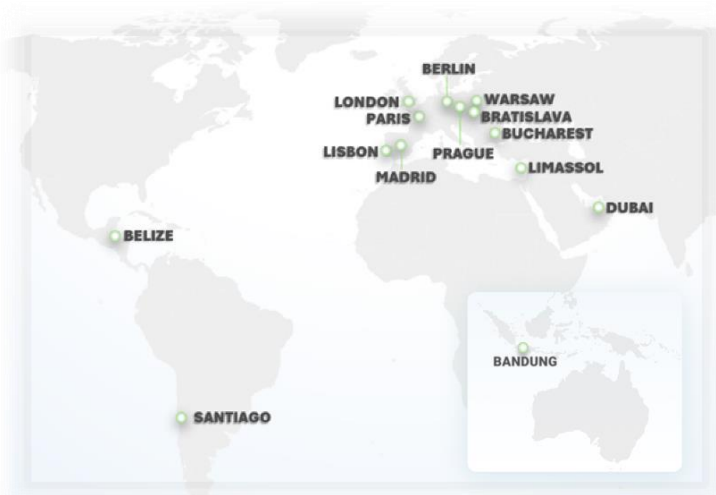 BERLIN
LONDON
WARSAW
PARIS
BRATISLAVA
BUCHAREST
LISBON
PRAGUE
MADRID
LIMASSOL
DUBAI
BELIZE
BANDUNG
SANTIAGO